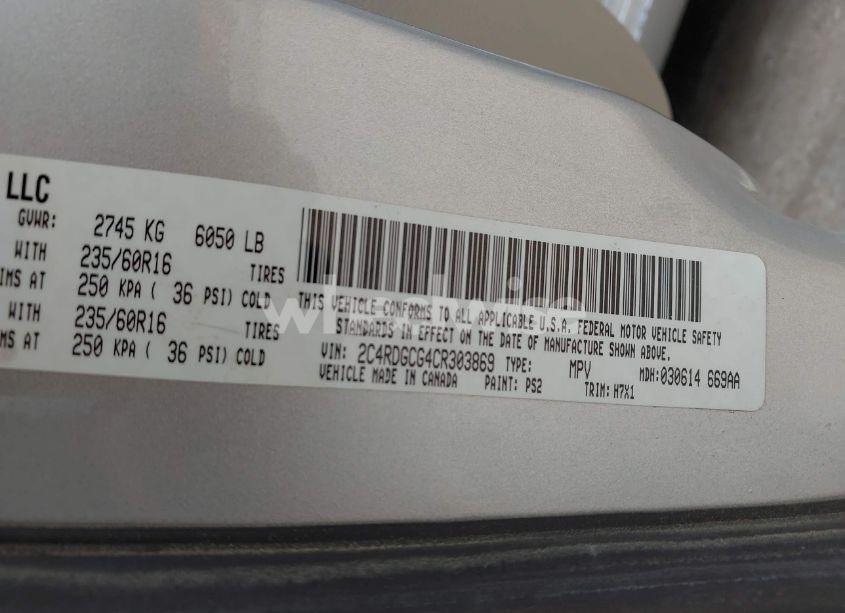 LLC
GVWR: 2745 KG 6050 LB
WITH 235/60R16 TIRES
IMS AT 250 KPA ( 36 PSI) COLD
WITH 235/60R16 TIRES
MS AT 250 KPA ( 36 PSI) COLD
THIS VEHICLE CONFORMS TO ALL APPLICABLE U.S.A. FEDERAL MOTOR VEHICLE SAFETY
STANDARDS IN EFFECT ON THE DATE OF MANUFACTURE SHOWN ABOVE.
VIN: 2C4RDGCG4CR303869 TYPE: MPV MDH: 030614 669AA
VEHICLE MADE IN CANADA PAINT: PS2 TRIM: H7X1
wheelwise